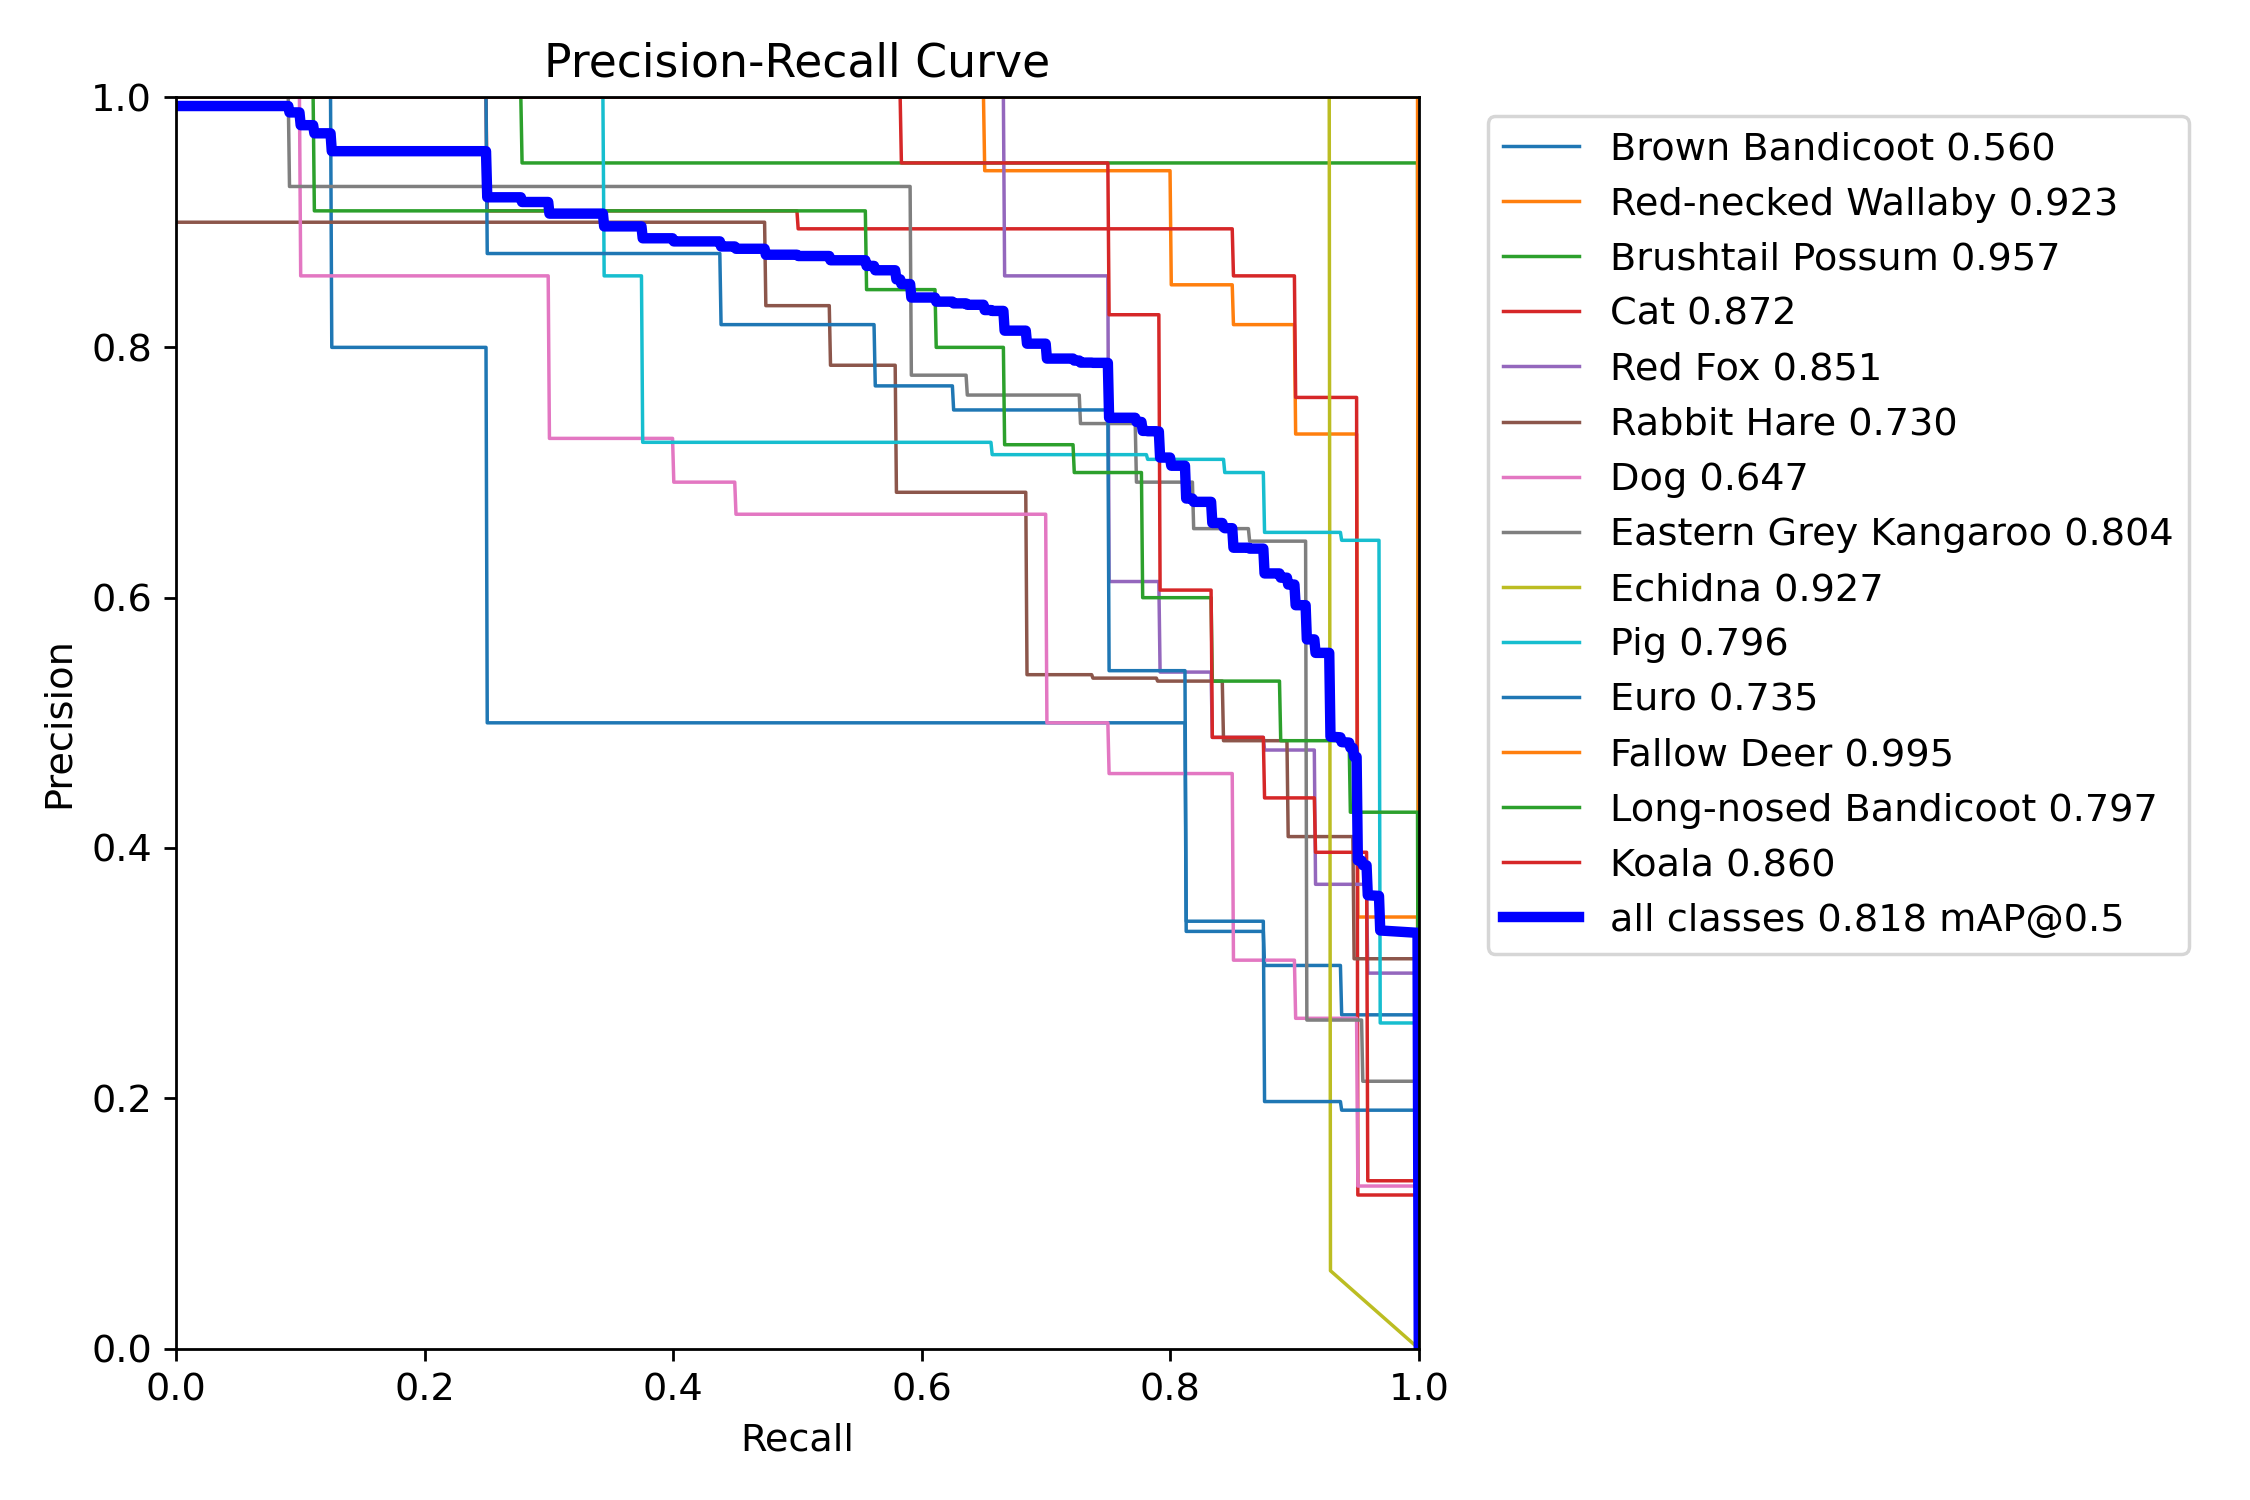 Precision-Recall Curve
1.0
0.8
0.6
0.4
0.2
0.0
Precision
0.0 0.2 0.4 0.6 0.8 1.0
Recall
Brown Bandicoot 0.560
Red-necked Wallaby 0.923
Brushtail Possum 0.957
Cat 0.872
Red Fox 0.851
Rabbit Hare 0.730
Dog 0.647
Eastern Grey Kangaroo 0.804
Echidna 0.927
Pig 0.796
Euro 0.735
Fallow Deer 0.995
Long-nosed Bandicoot 0.797
Koala 0.860
all classes 0.818 mAP@0.5